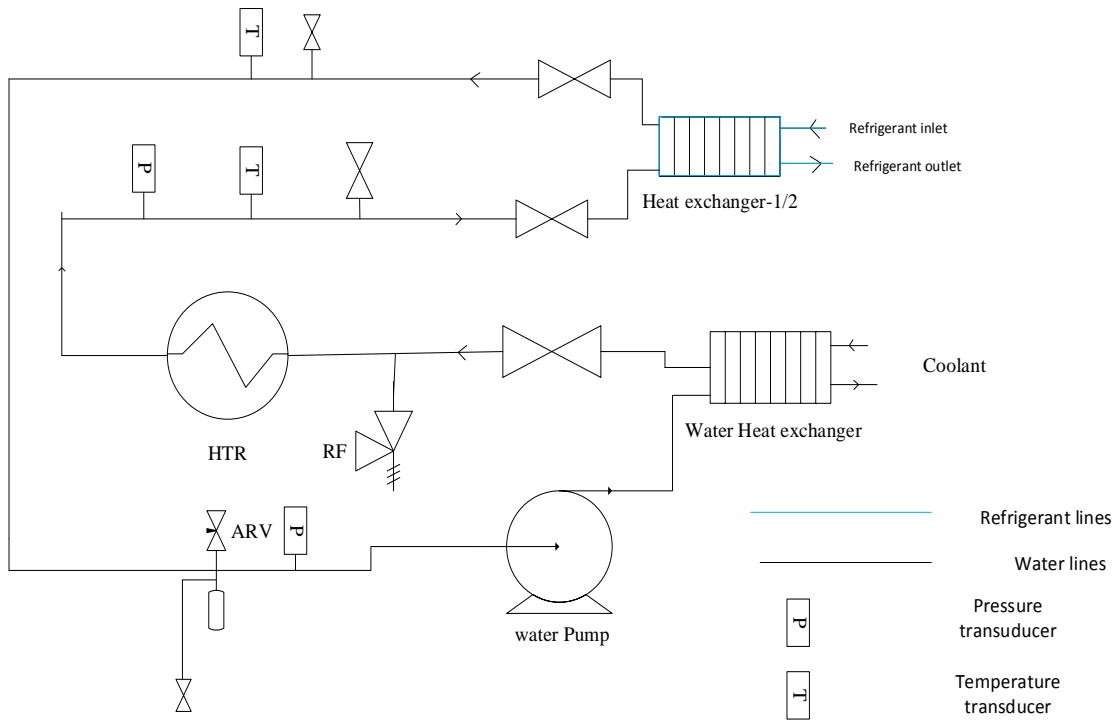 T
Refrigerant inlet
P
T
Refrigerant outlet
Heat exchanger-1/2
Coolant
Water Heat exchanger
HTR
RF
ARV
P
Refrigerant lines
Water lines
water Pump
P
Pressure
transuducer
T
Temperature
transducer